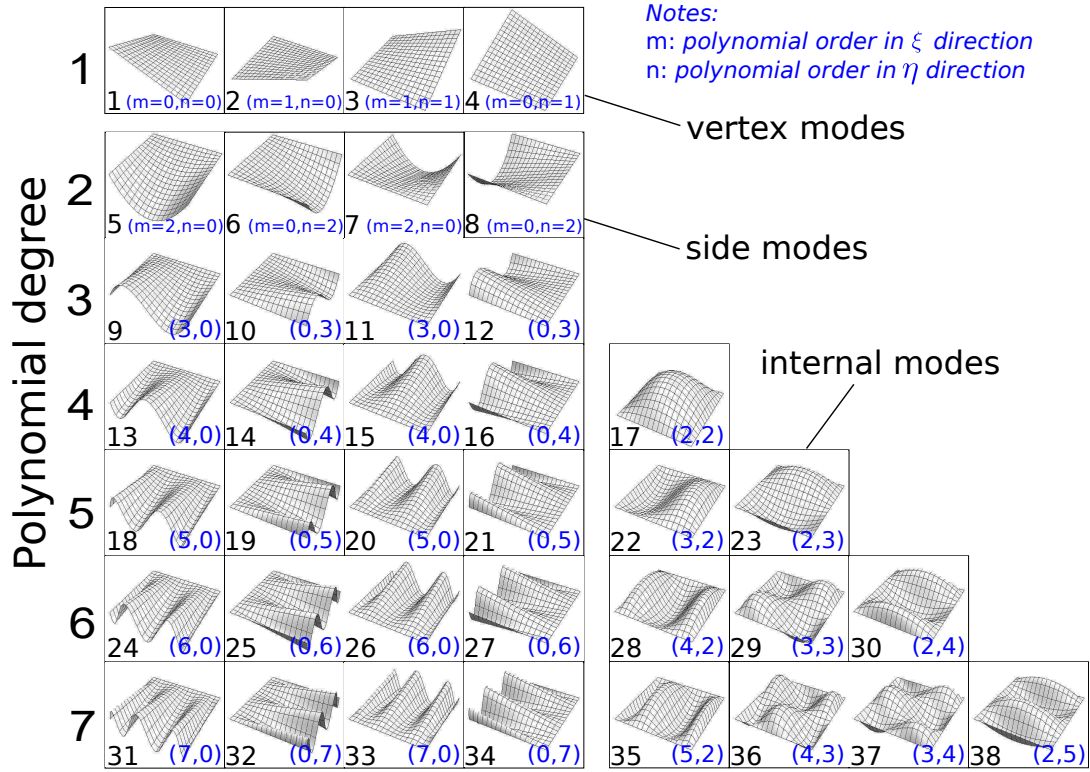 Notes:
m: polynomial order in ξ direction
n: polynomial order in η direction
Polynomial degree
1
1 (m=0,n=0) 2 (m=1,n=0) 3 (m=1,n=1) 4 (m=0,n=1)
vertex modes
2
5 (m=2,n=0) 6 (m=0,n=2) 7 (m=2,n=0) 8 (m=0,n=2)
side modes
3
9 (3,0) 10 (0,3) 11 (3,0) 12 (0,3)
internal modes
4
13 (4,0) 14 (0,4) 15 (4,0) 16 (0,4) 17 (2,2)
5
18 (5,0) 19 (0,5) 20 (5,0) 21 (0,5) 22 (3,2) 23 (2,3)
6
24 (6,0) 25 (0,6) 26 (6,0) 27 (0,6) 28 (4,2) 29 (3,3) 30 (2,4)
7
31 (7,0) 32 (0,7) 33 (7,0) 34 (0,7) 35 (5,2) 36 (4,3) 37 (3,4) 38 (2,5)